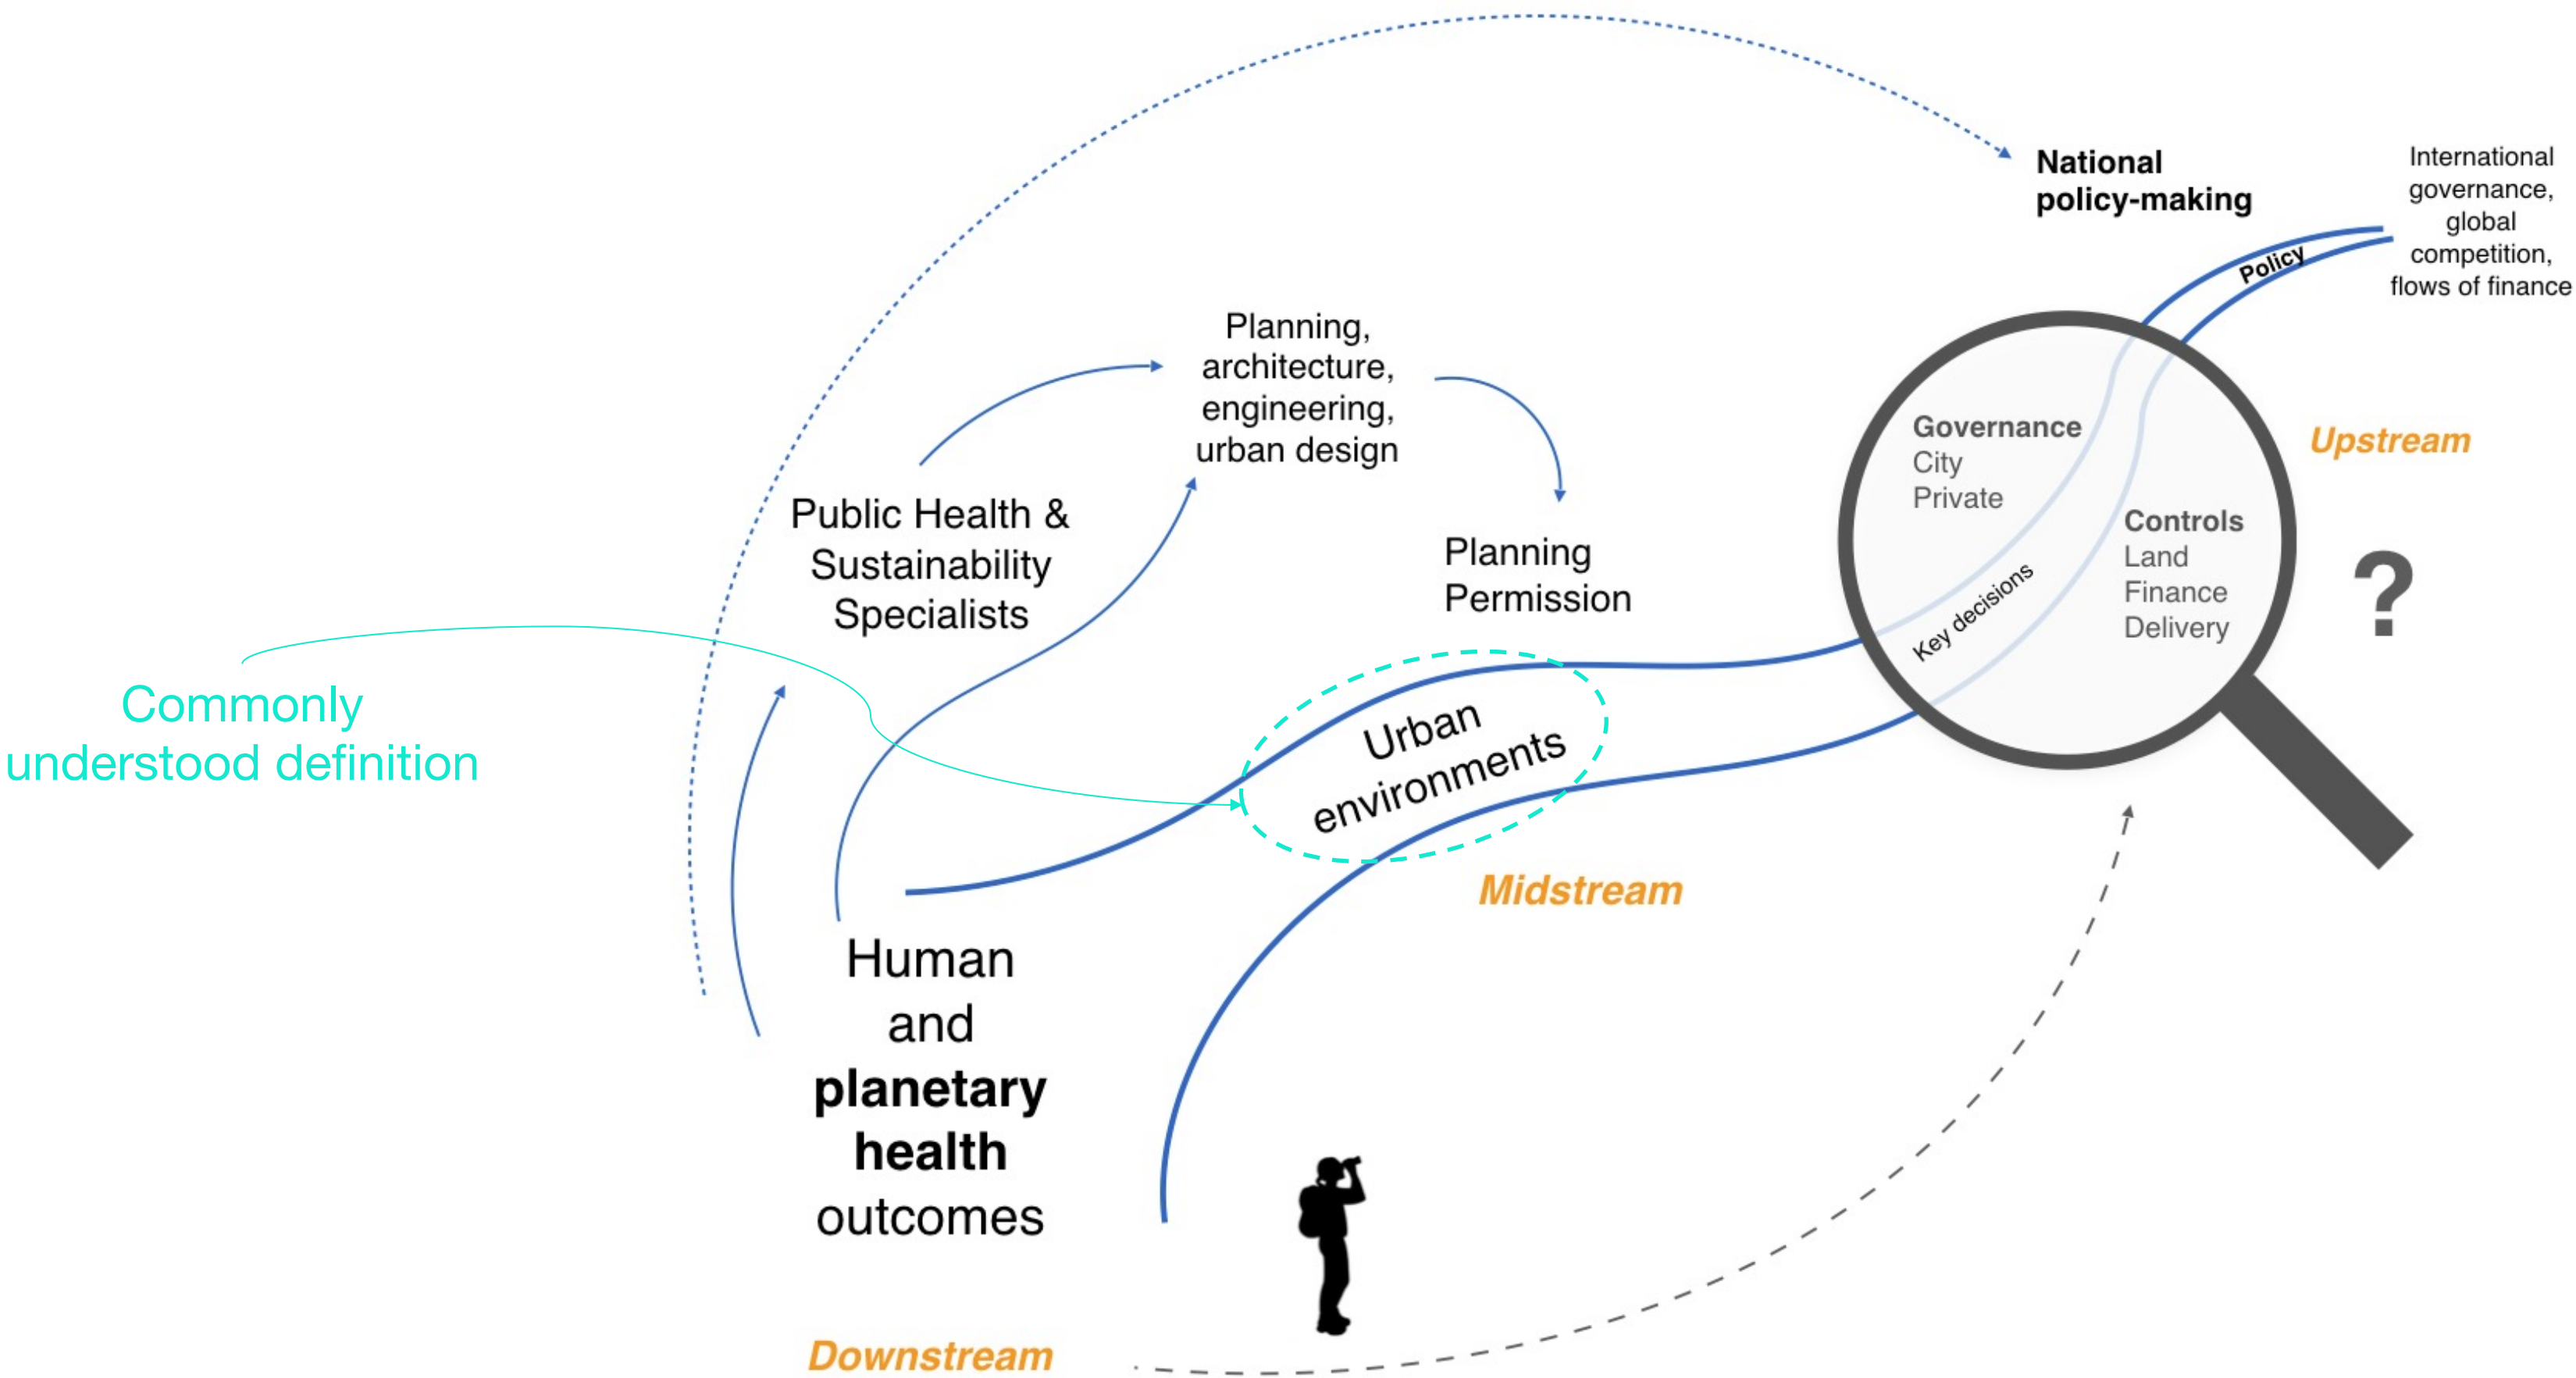 National
policy-making
International
governance,
global
competition,
flows of finance
Policy
Planning,
architecture,
engineering,
urban design
Governance
City
Private
Upstream
Public Health &
Sustainability
Specialists
Planning
Permission
Controls
Land
Finance
Delivery
?
Key decisions
Commonly
understood definition
Urban
environments
Midstream
Human
and
planetary
health
outcomes
Downstream